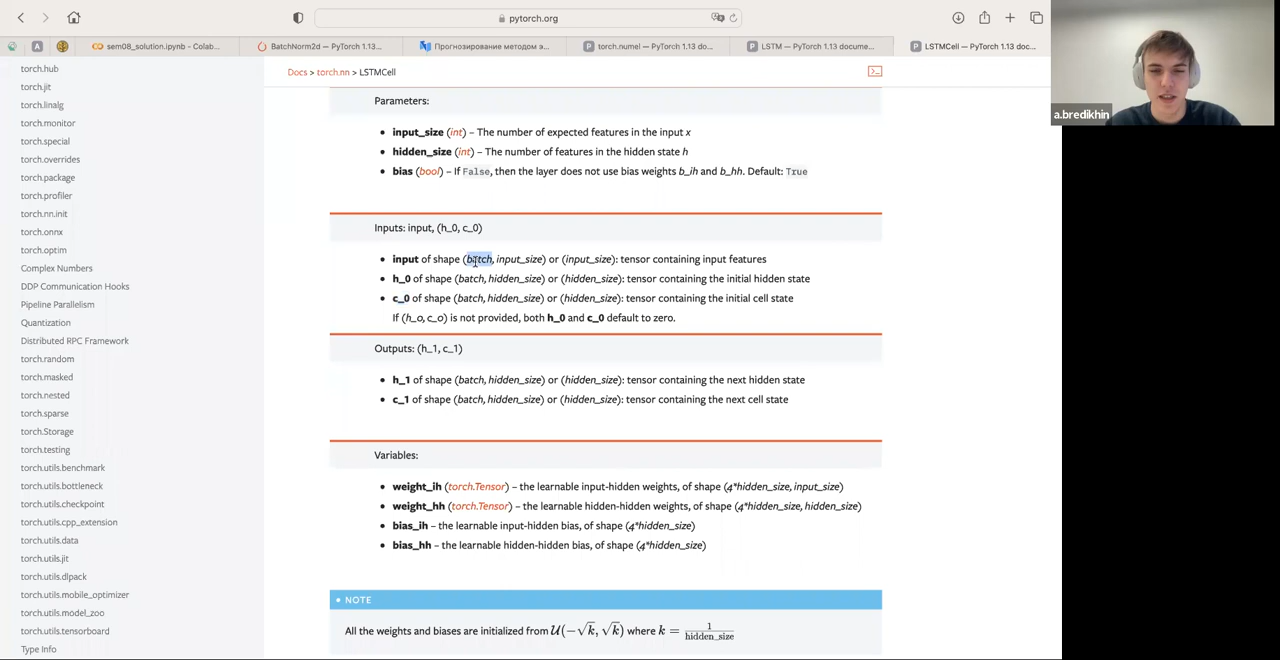 pytorch.org
A
sem08_solution.ipynb - Colab...
BatchNorm2d — PyTorch 1.13...
Прогнозирование методом э...
P torch.numel — PyTorch 1.13 do...
P LSTM — PyTorch 1.13 docume...
P LSTMCell — PyTorch 1.13 doc...
a.bredikhin
torch.hub
torch.jit
torch.linalg
torch.monitor
torch.special
torch.overrides
torch.package
torch.profiler
torch.nn.init
torch.onnx
torch.optim
Complex Numbers
DDP Communication Hooks
Pipeline Parallelism
Quantization
Distributed RPC Framework
torch.random
torch.masked
torch.nested
torch.sparse
torch.Storage
torch.testing
torch.utils.benchmark
torch.utils.bottleneck
torch.utils.checkpoint
torch.utils.cpp_extension
torch.utils.data
torch.utils.jit
torch.utils.dlpack
torch.utils.mobile_optimizer
torch.utils.model_zoo
torch.utils.tensorboard
Type Info
Docs > torch.nn > LSTMCell
Parameters:
• input_size (int) – The number of expected features in the input x
• hidden_size (int) – The number of features in the hidden state h
• bias (bool) – If False, then the layer does not use bias weights b_ih and b_hh. Default: True
Inputs: input, (h_0, c_0)
• input of shape (batch, input_size) or (input_size): tensor containing input features
• h_0 of shape (batch, hidden_size) or (hidden_size): tensor containing the initial hidden state
• c_0 of shape (batch, hidden_size) or (hidden_size): tensor containing the initial cell state
If (h_0, c_0) is not provided, both h_0 and c_0 default to zero.
Outputs: (h_1, c_1)
• h_1 of shape (batch, hidden_size) or (hidden_size): tensor containing the next hidden state
• c_1 of shape (batch, hidden_size) or (hidden_size): tensor containing the next cell state
Variables:
• weight_ih (torch.Tensor) – the learnable input-hidden weights, of shape (4*hidden_size, input_size)
• weight_hh (torch.Tensor) – the learnable hidden-hidden weights, of shape (4*hidden_size, hidden_size)
• bias_ih – the learnable input-hidden bias, of shape (4*hidden_size)
• bias_hh – the learnable hidden-hidden bias, of shape (4*hidden_size)
• NOTE
All the weights and biases are initialized from 𝒰(−√k, √k) where k = 1/hidden_size